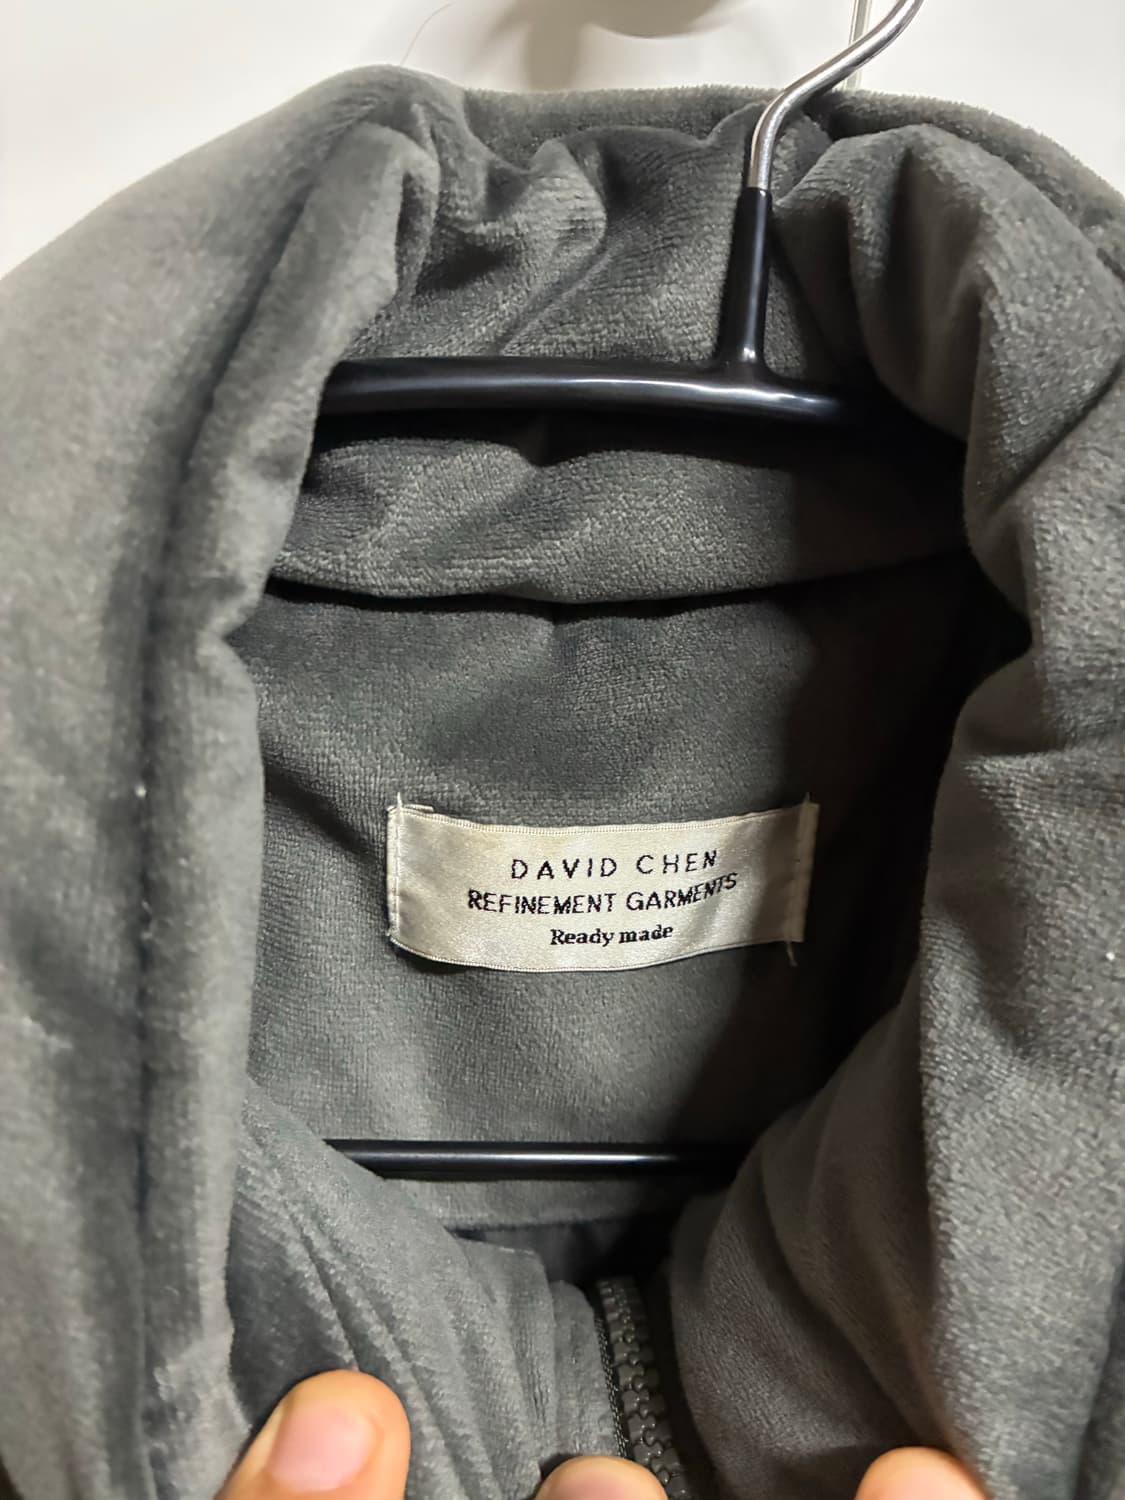 DAVID CHEN
REFINEMENT GARMENTS
Ready made